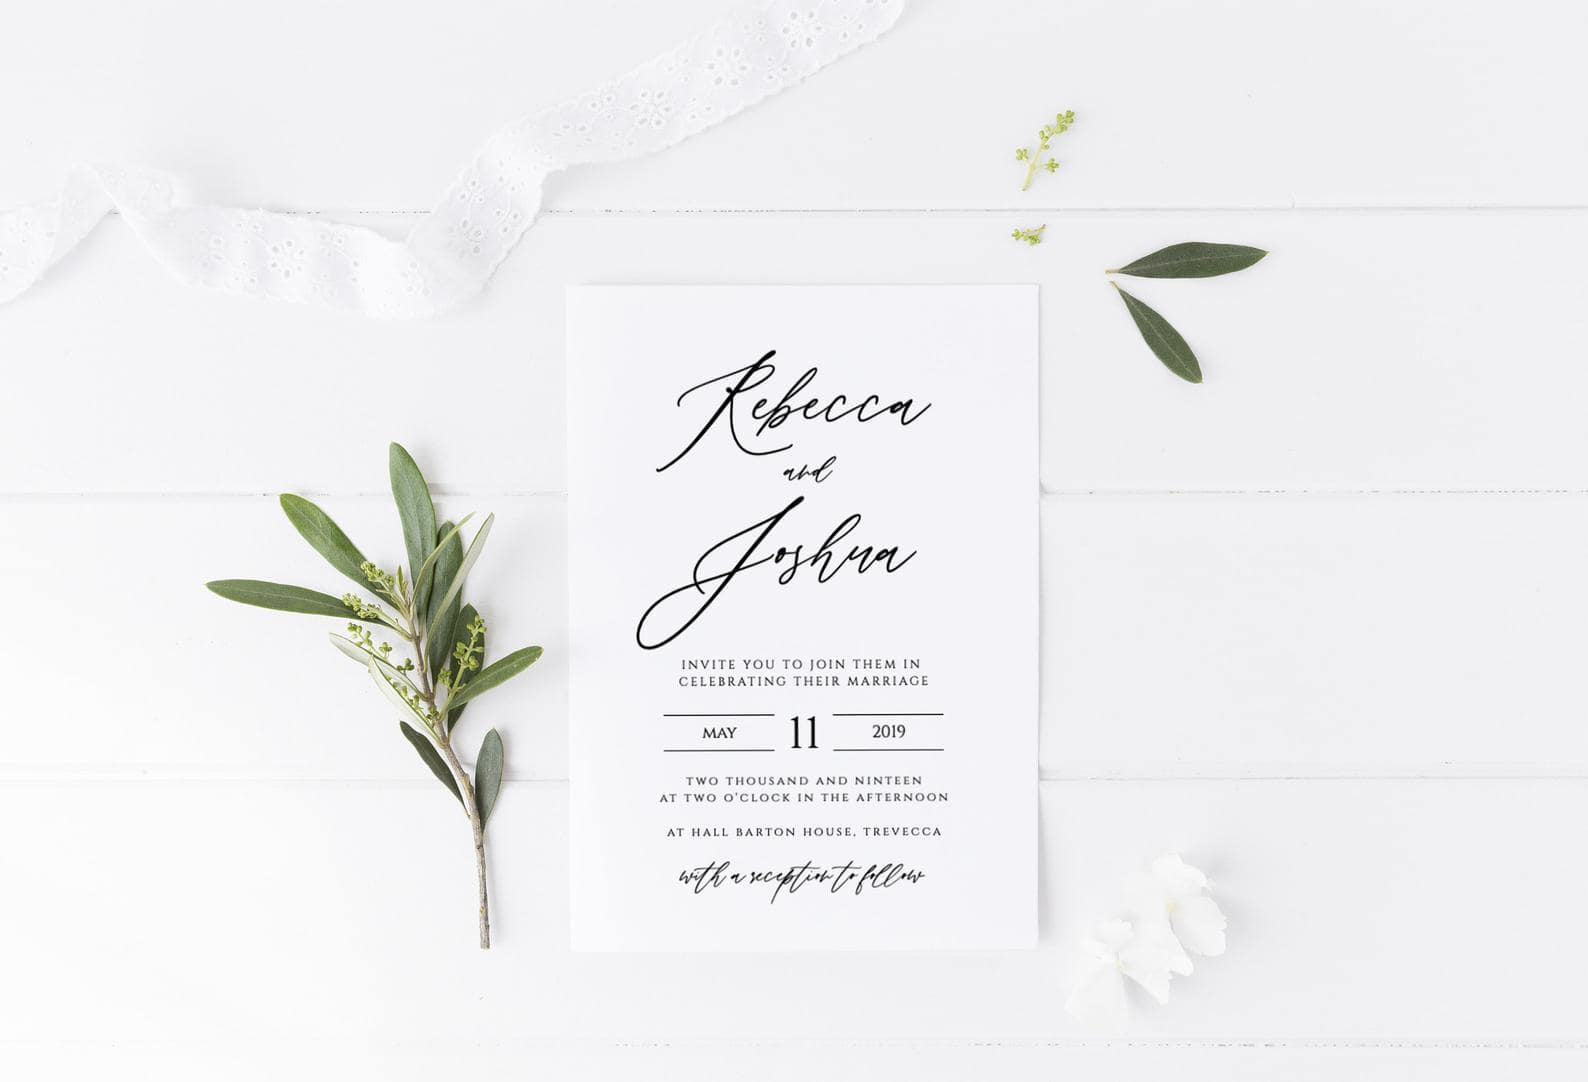 Rebecca
and
Joshua
INVITE YOU TO JOIN THEM IN
CELEBRATING THEIR MARRIAGE
MAY 11 2019
TWO THOUSAND AND NINTEEN
AT TWO O'CLOCK IN THE AFTERNOON
AT HALL BARTON HOUSE, TREVECCA
with a reception to follow